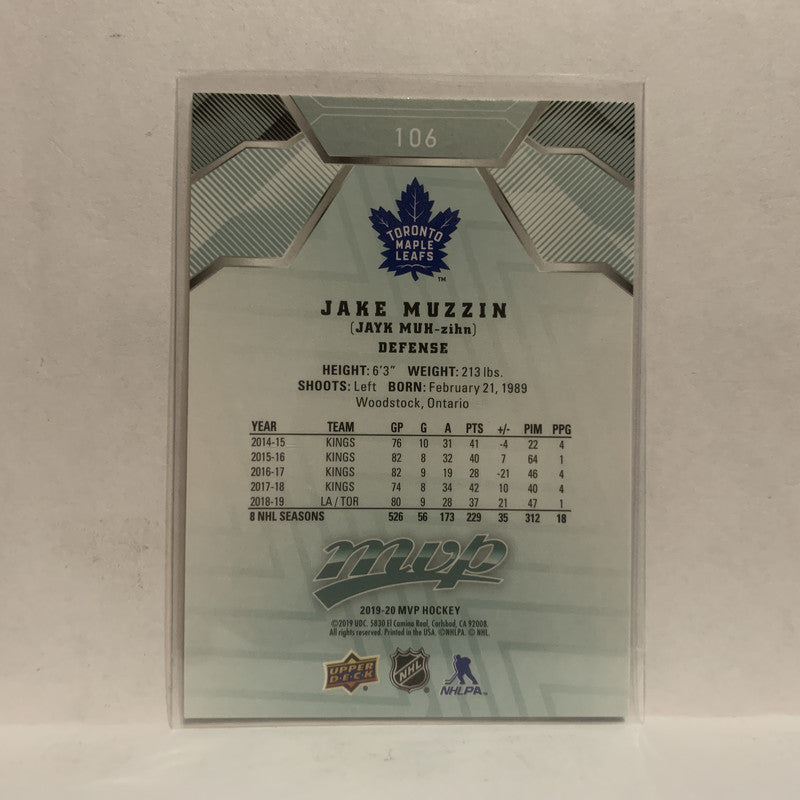 106
TORONTO
MAPLE
LEAFS
TM
JAKE MUZZIN
(JAYK MUH-zihn)
DEFENSE
HEIGHT: 6'3" WEIGHT: 213 lbs.
SHOOTS: Left BORN: February 21, 1989
Woodstock, Ontario
YEAR TEAM GP G A PTS +/- PIM PPG
2014-15 KINGS 76 10 31 41 -4 22 4
2015-16 KINGS 82 8 32 40 7 64 1
2016-17 KINGS 82 9 19 28 -21 46 4
2017-18 KINGS 74 8 34 42 10 40 4
2018-19 LA / TOR 80 9 28 37 21 47 1
8 NHL SEASONS 526 56 173 229 35 312 18
mvp
2019-20 MVP HOCKEY
©2019 UDC. 5830 El Camino Real, Carlsbad, CA 92008.
All rights reserved. Printed in the USA. ©NHLPA. © NHL.
UPPER DECK NHL NHLPA